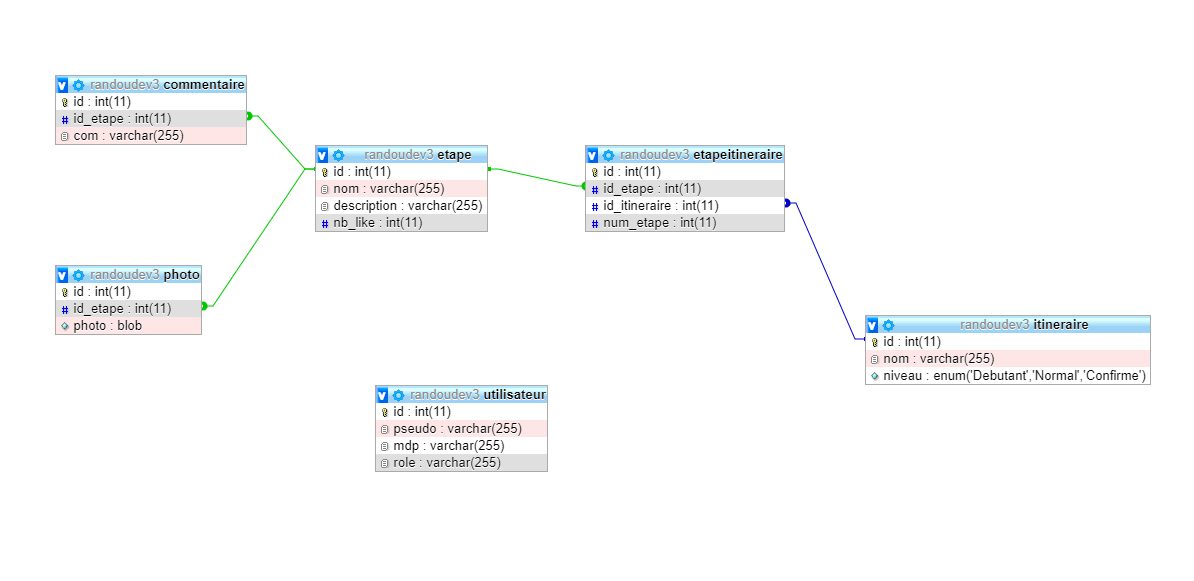 randoudev3 commentaire
id : int(11)
id_etape : int(11)
com : varchar(255)
randoudev3 etape
id : int(11)
nom : varchar(255)
description : varchar(255)
nb_like : int(11)
randoudev3 etapeitineraire
id : int(11)
id_etape : int(11)
id_itineraire : int(11)
num_etape : int(11)
randoudev3 photo
id : int(11)
id_etape : int(11)
photo : blob
randoudev3 itineraire
id : int(11)
nom : varchar(255)
niveau : enum('Debutant','Normal','Confirme')
randoudev3 utilisateur
id : int(11)
pseudo : varchar(255)
mdp : varchar(255)
role : varchar(255)